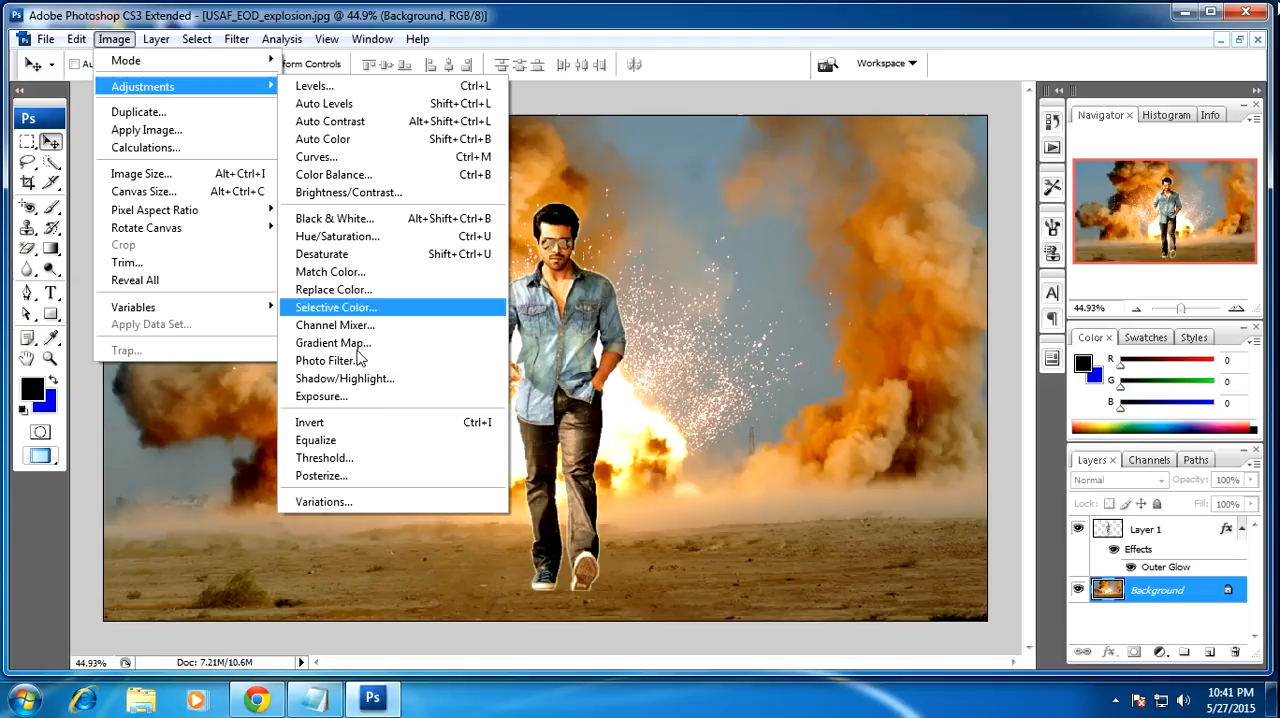 Adobe Photoshop CS3 Extended - [USAF_EOD_explosion.jpg @ 44.9% (Background, RGB/8)]
File Edit Image Layer Select Filter Analysis View Window Help
Au
orm Controls
Workspace
Mode
Adjustments
Duplicate...
Apply Image...
Calculations...
Image Size... Alt+Ctrl+I
Canvas Size... Alt+Ctrl+C
Pixel Aspect Ratio
Rotate Canvas
Crop
Trim...
Reveal All
Variables
Apply Data Set...
Trap...
Levels... Ctrl+L
Auto Levels Shift+Ctrl+L
Auto Contrast Alt+Shift+Ctrl+L
Auto Color Shift+Ctrl+B
Curves... Ctrl+M
Color Balance... Ctrl+B
Brightness/Contrast...
Black & White... Alt+Shift+Ctrl+B
Hue/Saturation... Ctrl+U
Desaturate Shift+Ctrl+U
Match Color...
Replace Color...
Selective Color...
Channel Mixer...
Gradient Map...
Photo Filter...
Shadow/Highlight...
Exposure...
Invert Ctrl+I
Equalize
Threshold...
Posterize...
Variations...
Ps
T
A
Navigator × Histogram Info
44.93%
Color × Swatches Styles
R 0
G 0
B 0
Layers × Channels Paths
Normal Opacity: 100%
Lock: Fill: 100%
Layer 1 fx
Effects
Outer Glow
Background
fx
44.93% Doc: 7.21M/10.6M
Ps
10:41 PM
5/27/2015